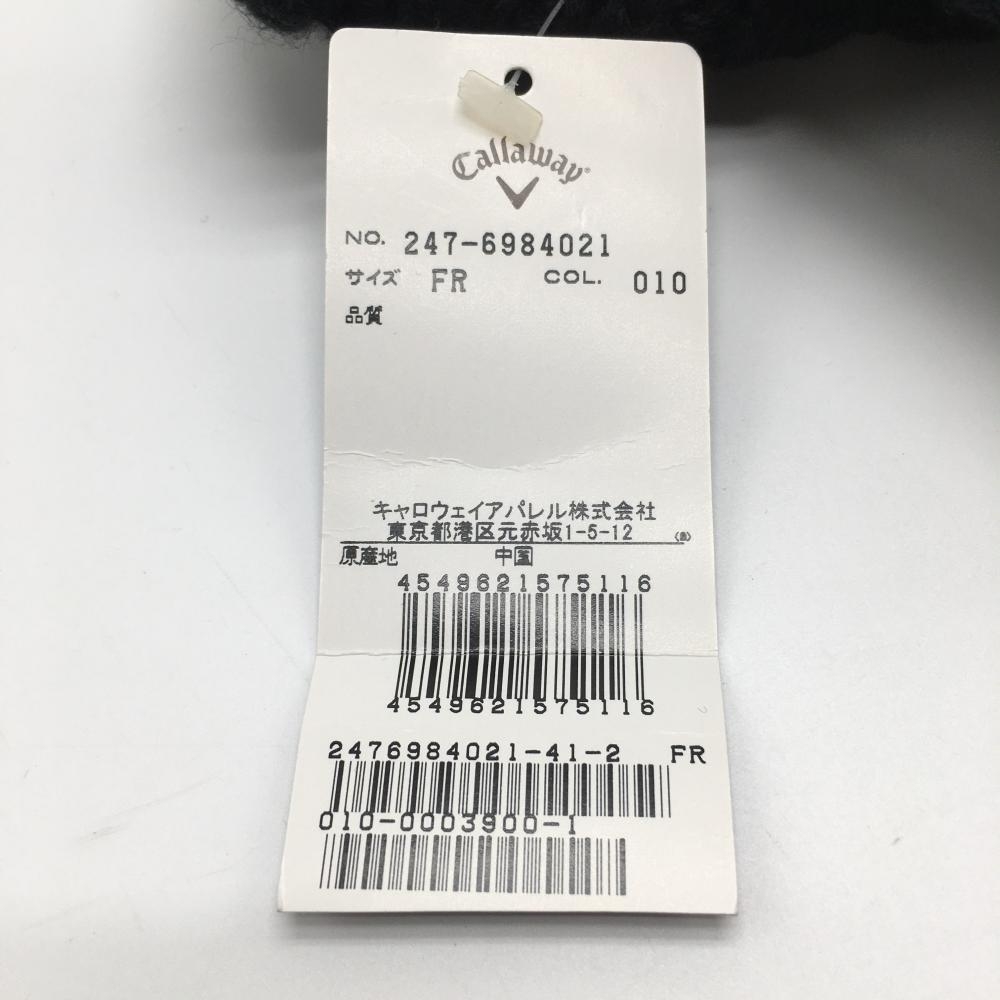 Callaway
NO. 247-6984021
サイズ FR COL. 010
品質
キャロウェイアパレル株式会社
東京都港区元赤坂1-5-12
原産地 中国
4549621575116
4549621575116
2476984021-41-2 FR
010-0003900-1